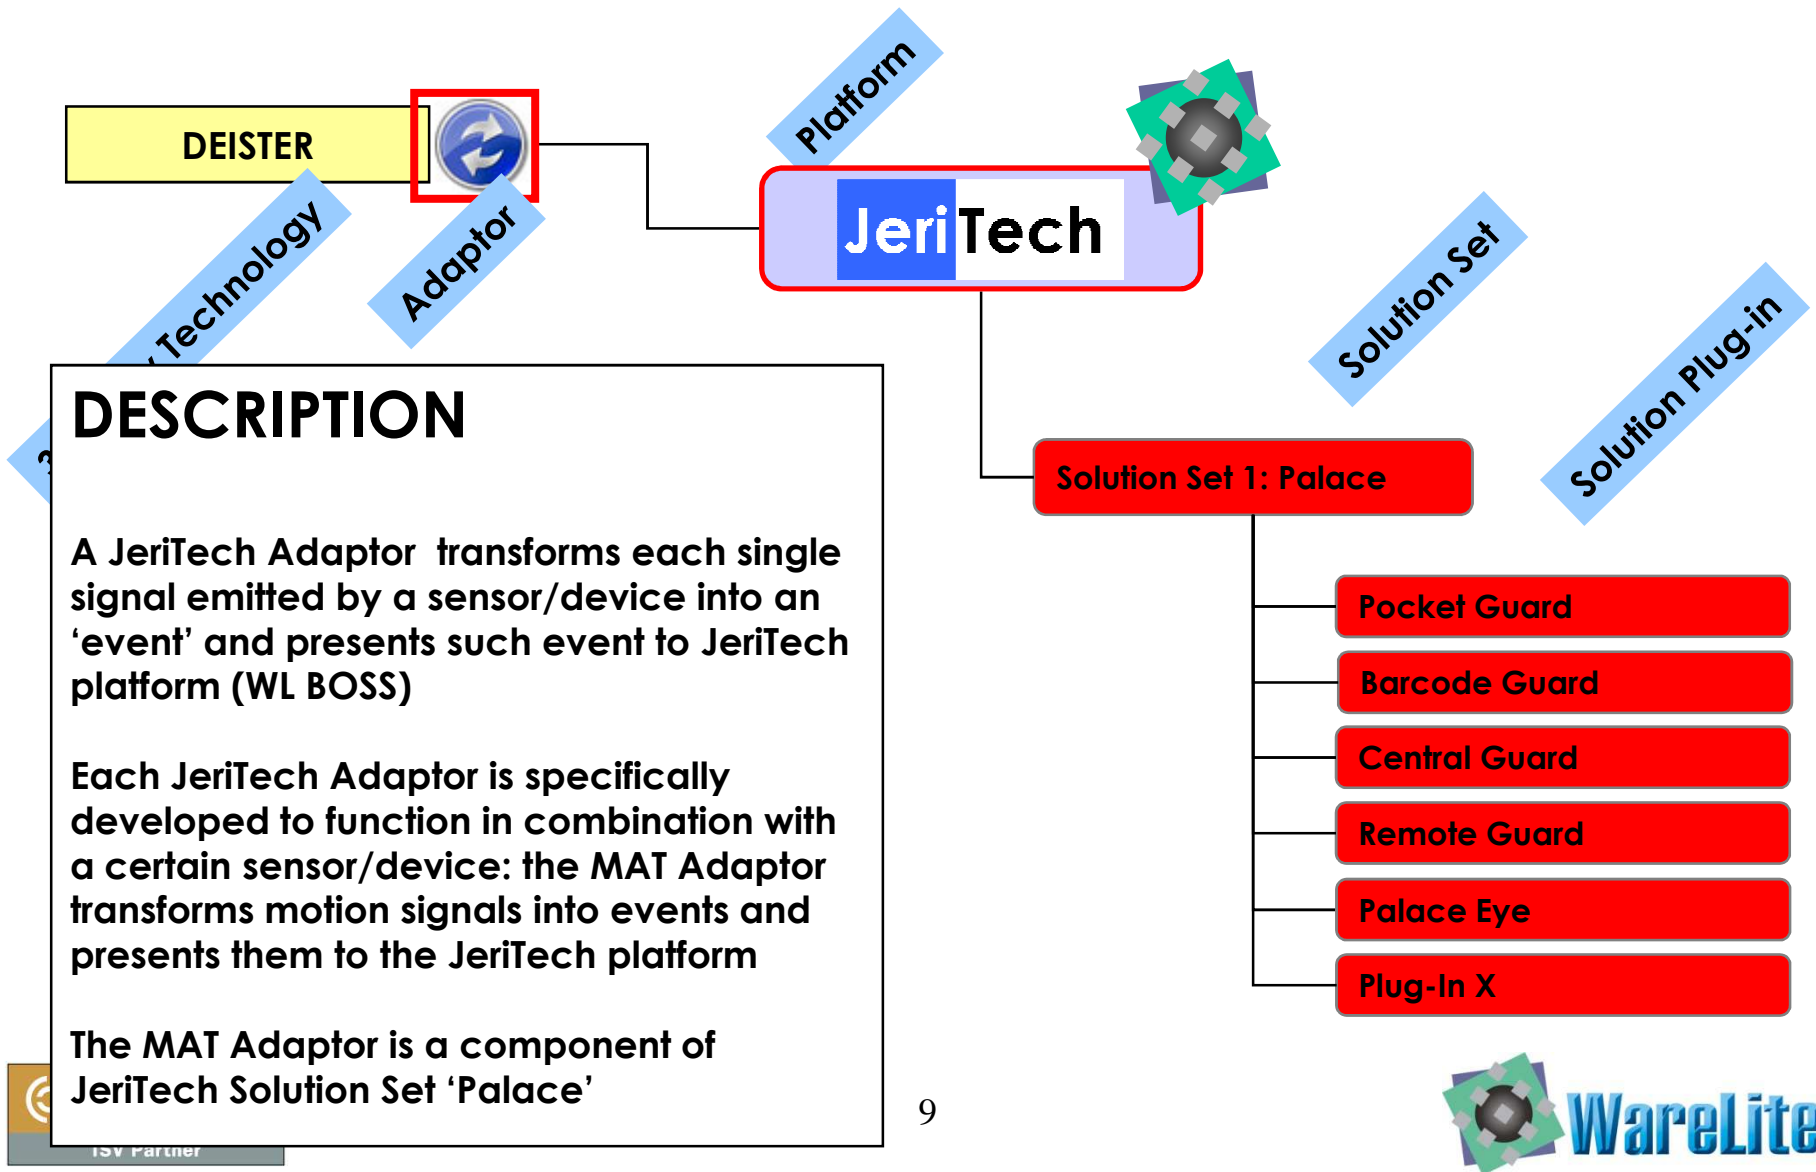 Platform
DEISTER
JeriTech
Technology
Adaptor
Solution Set
Solution Plug-in
DESCRIPTION
A JeriTech Adaptor transforms each single
signal emitted by a sensor/device into an
‘event’ and presents such event to JeriTech
platform (WL BOSS)
Each JeriTech Adaptor is specifically
developed to function in combination with
a certain sensor/device: the MAT Adaptor
transforms motion signals into events and
presents them to the JeriTech platform
The MAT Adaptor is a component of
JeriTech Solution Set ‘Palace’
Solution Set 1: Palace
Pocket Guard
Barcode Guard
Central Guard
Remote Guard
Palace Eye
Plug-In X
ISV Partner
9
WareLite